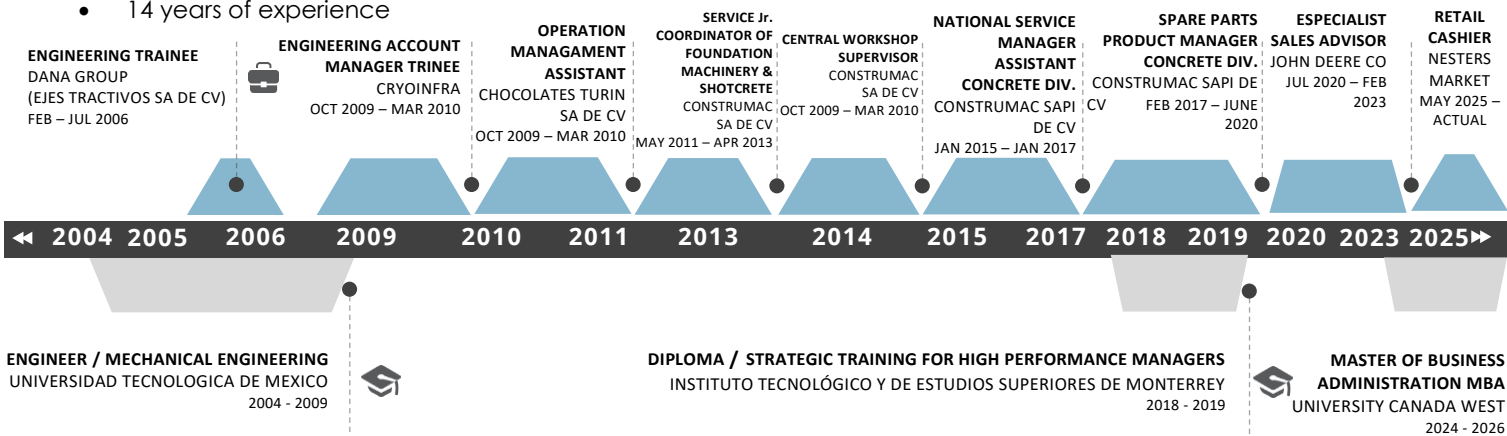 • 14 years of experience
ENGINEERING TRAINEE
DANA GROUP
(EJES TRACTIVOS SA DE CV)
FEB – JUL 2006
ENGINEERING ACCOUNT
MANAGER TRINEE
CRYOINFRA
OCT 2009 – MAR 2010
OPERATION
MANAGAMENT
ASSISTANT
CHOCOLATES TURIN
SA DE CV
OCT 2009 – MAR 2010
SERVICE Jr.
COORDINATOR OF
FOUNDATION
MACHINERY &
SHOTCRETE
CONSTRUMAC
SA DE CV
MAY 2011 – APR 2013
CENTRAL WORKSHOP
SUPERVISOR
CONSTRUMAC
SA DE CV
OCT 2009 – MAR 2010
NATIONAL SERVICE
MANAGER
ASSISTANT
CONCRETE DIV.
CONSTRUMAC SAPI
DE CV
JAN 2015 – JAN 2017
SPARE PARTS
PRODUCT MANAGER
CONCRETE DIV.
CONSTRUMAC SAPI DE
CV
FEB 2017 – JUNE
2020
ESPECIALIST
SALES ADVISOR
JOHN DEERE CO
JUL 2020 – FEB
2023
RETAIL
CASHIER
NESTERS
MARKET
MAY 2025 –
ACTUAL
2004 2005 2006 2009 2010 2011 2013 2014 2015 2017 2018 2019 2020 2023 2025
ENGINEER / MECHANICAL ENGINEERING
UNIVERSIDAD TECNOLOGICA DE MEXICO
2004 - 2009
DIPLOMA / STRATEGIC TRAINING FOR HIGH PERFORMANCE MANAGERS
INSTITUTO TECNOLÓGICO Y DE ESTUDIOS SUPERIORES DE MONTERREY
2018 - 2019
MASTER OF BUSINESS
ADMINISTRATION MBA
UNIVERSITY CANADA WEST
2024 - 2026